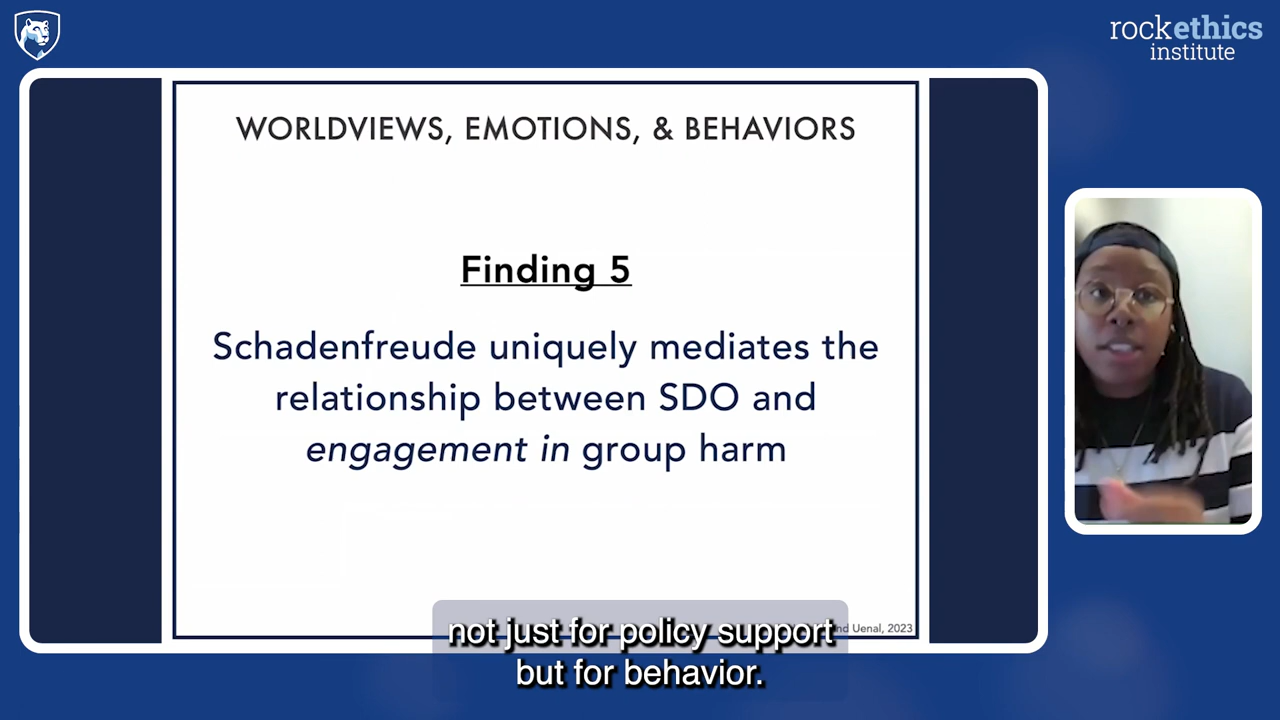 rockethics
institute
WORLDVIEWS, EMOTIONS, & BEHAVIORS
Finding 5
Schadenfreude uniquely mediates the
relationship between SDO and
engagement in group harm
and Uenal, 2023
not just for policy support
but for behavior.